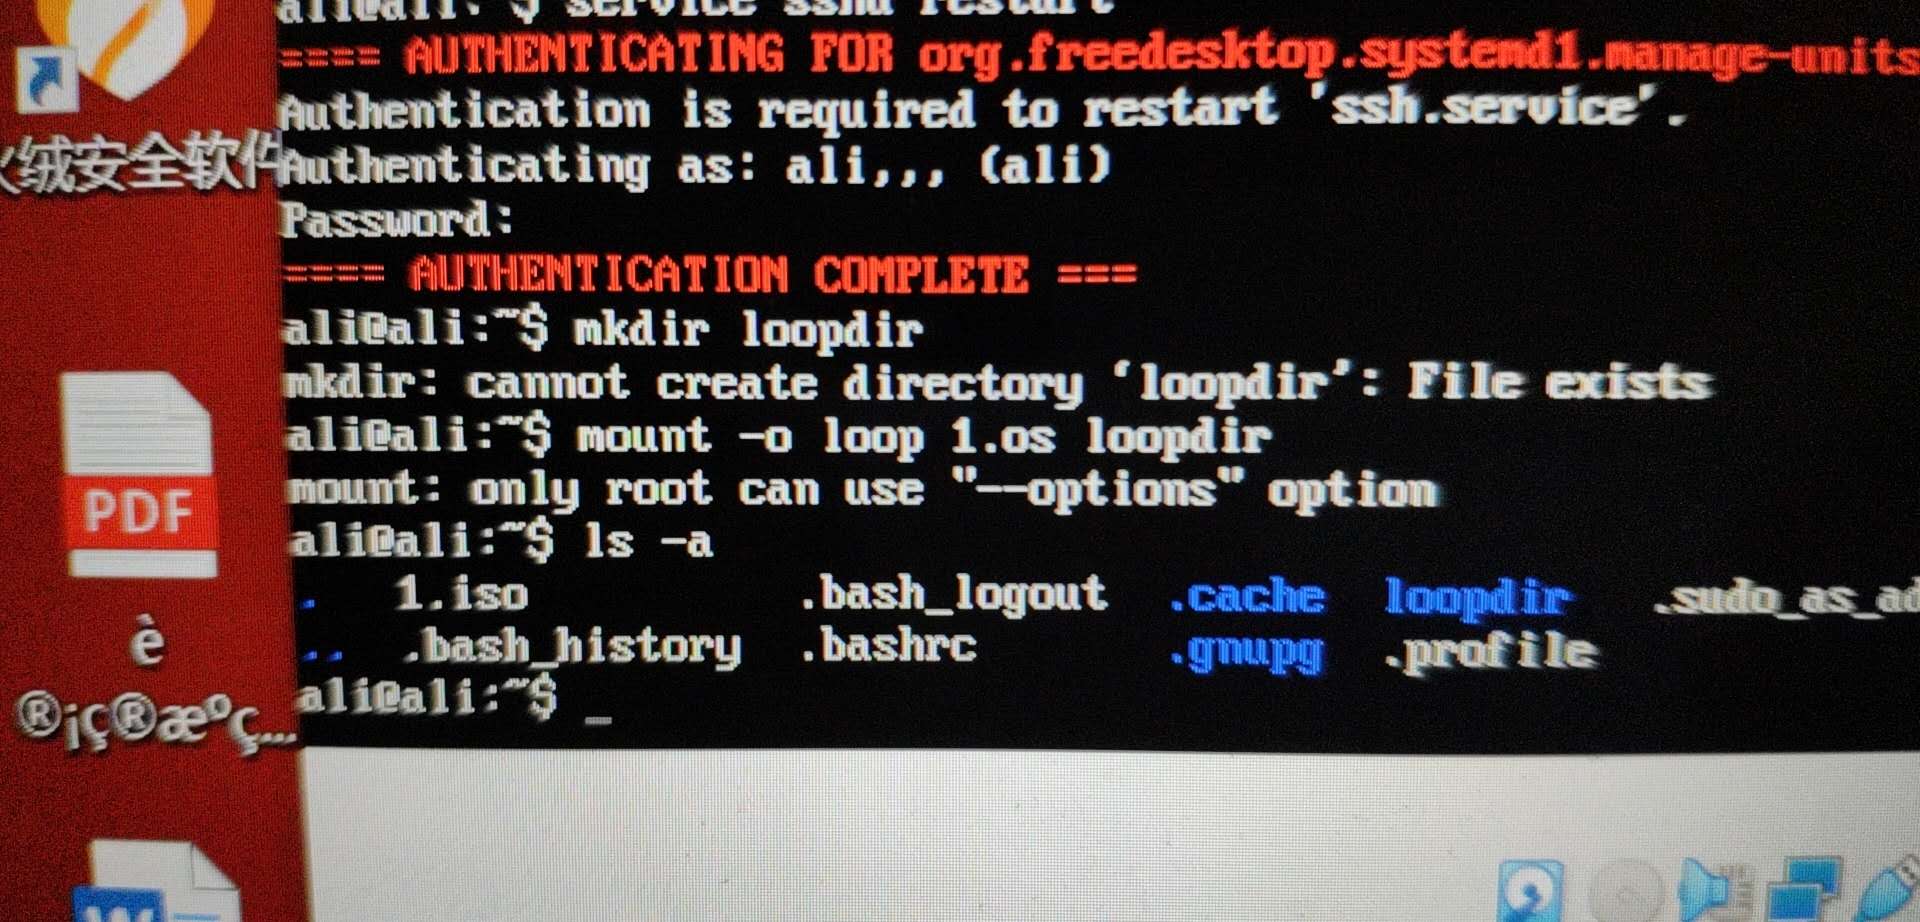 ali@ali:~$ service sshd restart
==== AUTHENTICATING FOR org.freedesktop.systemd1.manage-units
Authentication is required to restart 'ssh.service'.
Authenticating as: ali,,, (ali)
Password:
==== AUTHENTICATION COMPLETE ===
ali@ali:~$ mkdir loopdir
mkdir: cannot create directory ‘loopdir’: File exists
ali@ali:~$ mount -o loop 1.os loopdir
mount: only root can use "--options" option
ali@ali:~$ ls -a
. 1.iso .bash_logout .cache loopdir .sudo_as_ad
.. .bash_history .bashrc .gnupg .profile
ali@ali:~$ _
火绒安全软件
PDF
è
®¡ç®æºç...
W